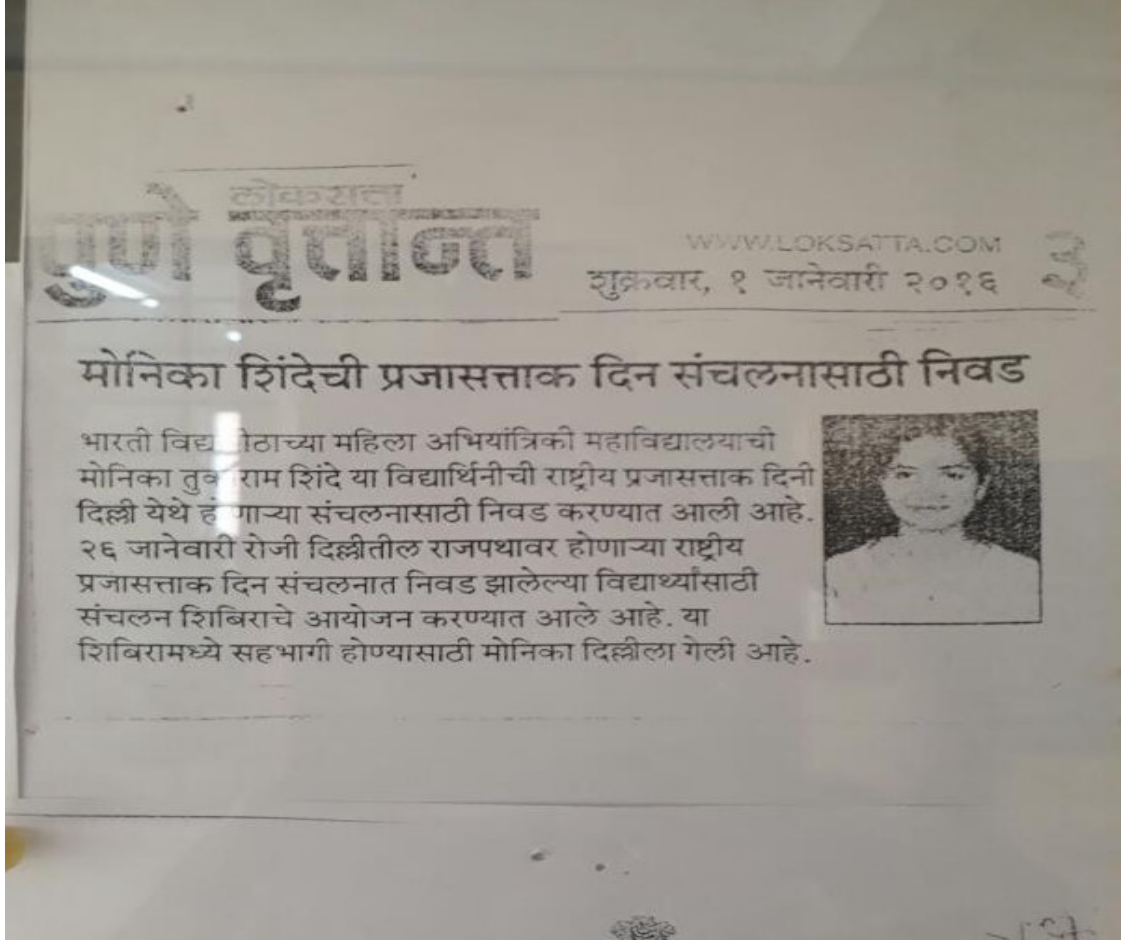 लोकसत्ता
पुणे वृत्तान्त
WWW.LOKSATTA.COM
शुक्रवार, १ जानेवारी २०१६
३
मोनिका शिंदेची प्रजासत्ताक दिन संचलनासाठी निवड
भारती विद्यापीठाच्या महिला अभियांत्रिकी महाविद्यालयाची
मोनिका तुकाराम शिंदे या विद्यार्थिनीची राष्ट्रीय प्रजासत्ताक दिनी
दिल्ली येथे होणाऱ्या संचलनासाठी निवड करण्यात आली आहे.
२६ जानेवारी रोजी दिल्लीतील राजपथावर होणाऱ्या राष्ट्रीय
प्रजासत्ताक दिन संचलनात निवड झालेल्या विद्यार्थ्यांसाठी
संचलन शिबिराचे आयोजन करण्यात आले आहे. या
शिबिरामध्ये सहभागी होण्यासाठी मोनिका दिल्लीला गेली आहे.